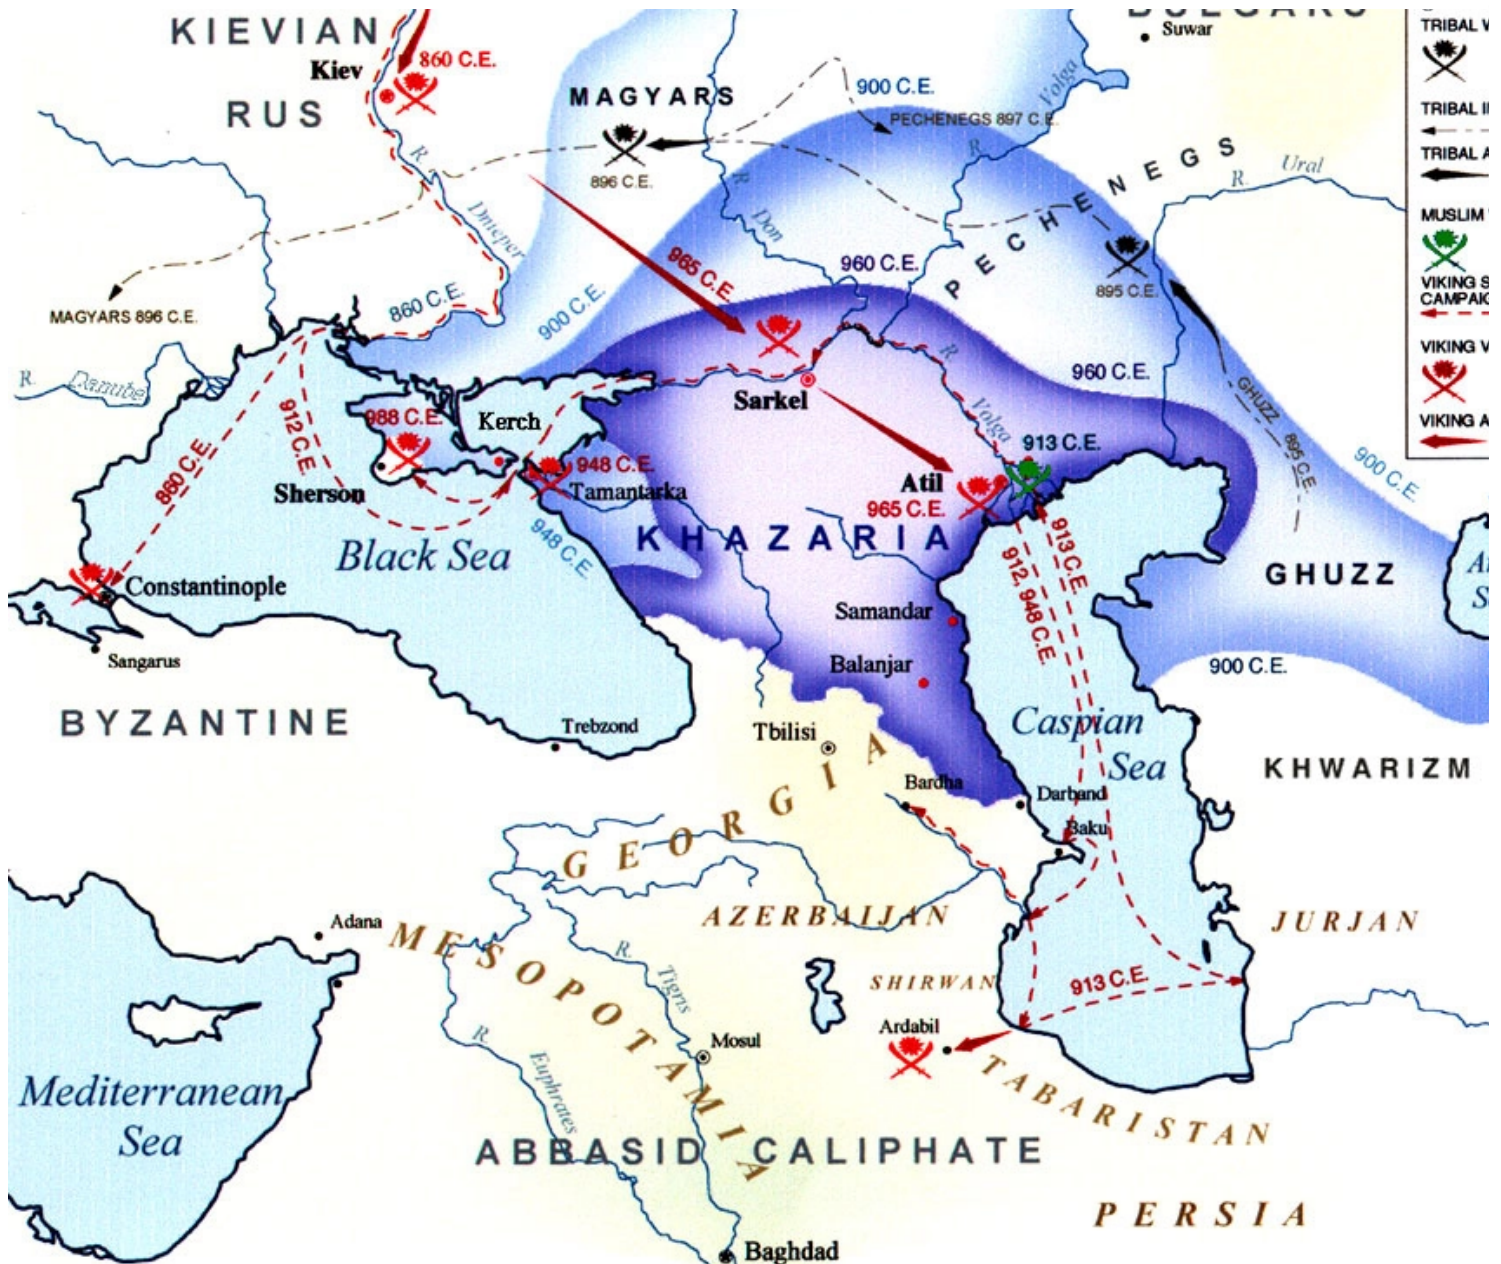 KIEVIAN
RUS
Kiev
860 C.E.
Suwar
TRIBAL
TRIBAL
TRIBAL
MUSLIM
VIKING
VIKING
VIKING
MAGYARS
896 C.E.
900 C.E.
PECHENEGS 897 C.E.
PECHENEGS
895 C.E.
R. Ural
R. Volga
R. Dnieper
R. Don
860 C.E.
900 C.E.
965 C.E.
960 C.E.
960 C.E.
MAGYARS 896 C.E.
R. Danube
Sarkel
R. Volga
GHUZZ 895 C.E.
900 C.E.
988 C.E.
Kerch
912 C.E.
860 C.E.
Sherson
948 C.E.
Tamantarka
948 C.E.
913 C.E.
Atil
965 C.E.
KHAZARIA
Black Sea
Constantinople
Sangarus
913 C.E.
912, 948 C.E.
GHUZZ
Samandar
Balanjar
900 C.E.
BYZANTINE
Trebzond
Tbilisi
Caspian
Sea
KHWARIZM
GEORGIA
Bardha
Darband
Baku
Adana
MESOPOTAMIA
AZERBAIJAN
JURJAN
R. Tigris
SHIRWAN
913 C.E.
Ardabil
Mosul
R. Euphrates
TABARISTAN
Mediterranean
Sea
ABBASID CALIPHATE
PERSIA
Baghdad